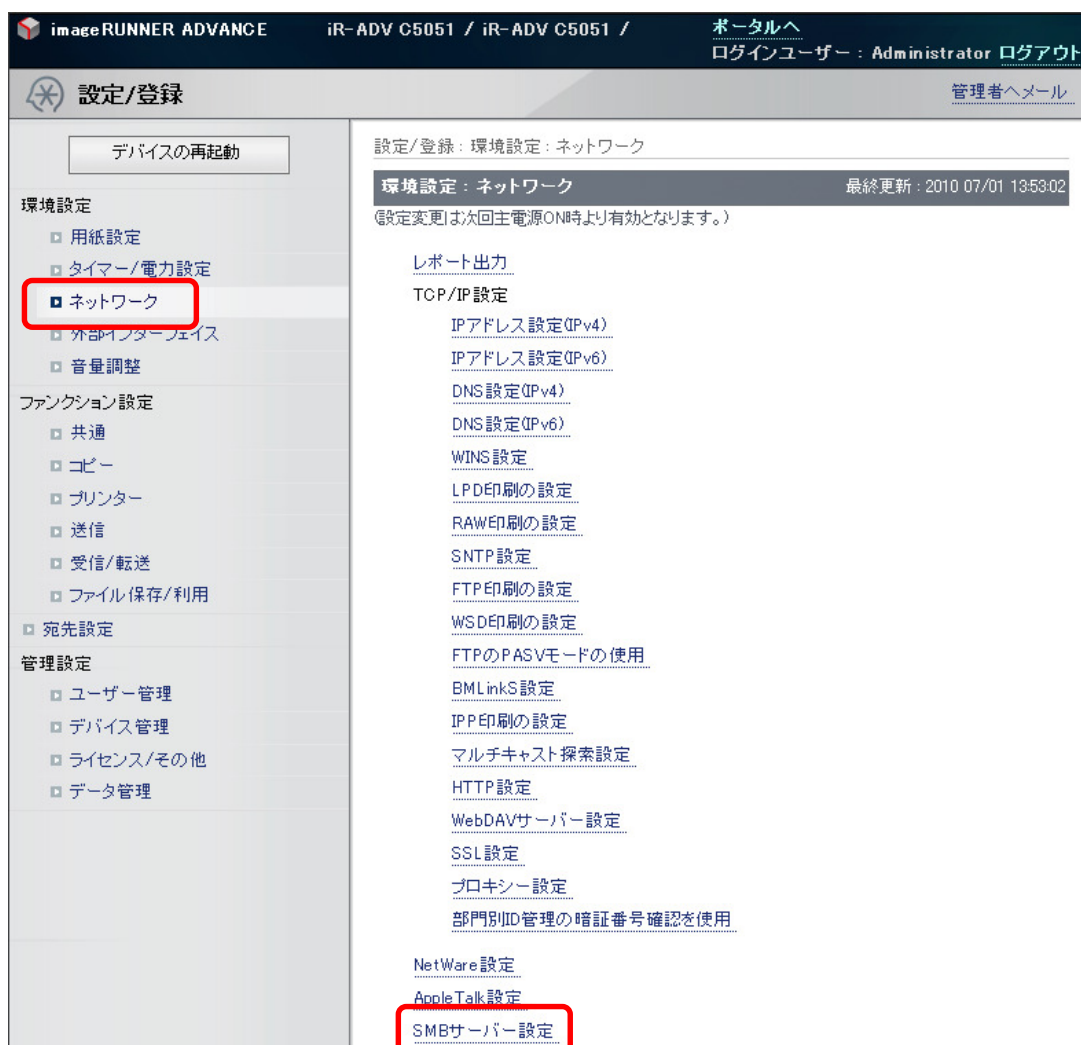 imageRUNNER ADVANCE
iR-ADV C5051 / iR-ADV C5051 /
ポータルへ
ログインユーザー : Administrator ログアウト
設定/登録
管理者へメール
デバイスの再起動
環境設定
用紙設定
タイマー/電力設定
ネットワーク
外部インターフェイス
音量調整
ファンクション設定
共通
コピー
プリンター
送信
受信/転送
ファイル保存/利用
宛先設定
管理設定
ユーザー管理
デバイス管理
ライセンス/その他
データ管理
設定/登録 : 環境設定 : ネットワーク
環境設定 : ネットワーク
最終更新 : 2010 07/01 13:53:02
(設定変更は次回主電源ON時より有効となります。)
レポート出力
TCP/IP設定
IPアドレス設定(IPv4)
IPアドレス設定(IPv6)
DNS設定(IPv4)
DNS設定(IPv6)
WINS設定
LPD印刷の設定
RAW印刷の設定
SNTP設定
FTP印刷の設定
WSD印刷の設定
FTPのPASVモードの使用
BMLinkS設定
IPP印刷の設定
マルチキャスト探索設定
HTTP設定
WebDAVサーバー設定
SSL設定
プロキシー設定
部門別ID管理の暗証番号確認を使用
NetWare設定
AppleTalk設定
SMBサーバー設定